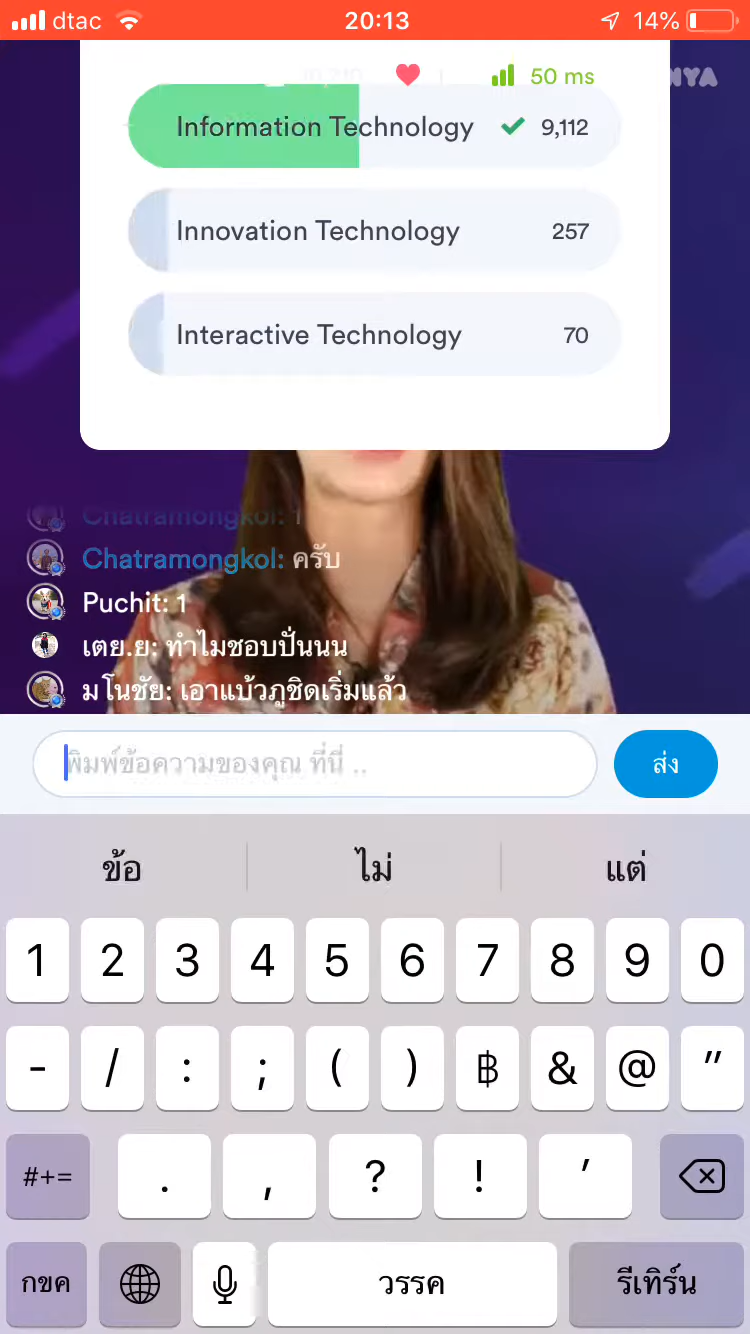 dtac 20:13 14%
50 ms
Information Technology 9,112
Innovation Technology 257
Interactive Technology 70
Chatramongkol: 1
Chatramongkol: ครับ
Puchit: 1
เตย.ย: ทำไมชอบปั่นนน
มโนชัย: เอาแบ้วภูชิดเริ่มแล้ว
พิมพ์ข้อความของคุณ ที่นี่ .. ส่ง
ข้อ ไม่ แต่
1 2 3 4 5 6 7 8 9 0
- / : ; ( ) ฿ & @ "
#+= . , ? ! '
กขค วรรค รีเทิร์น